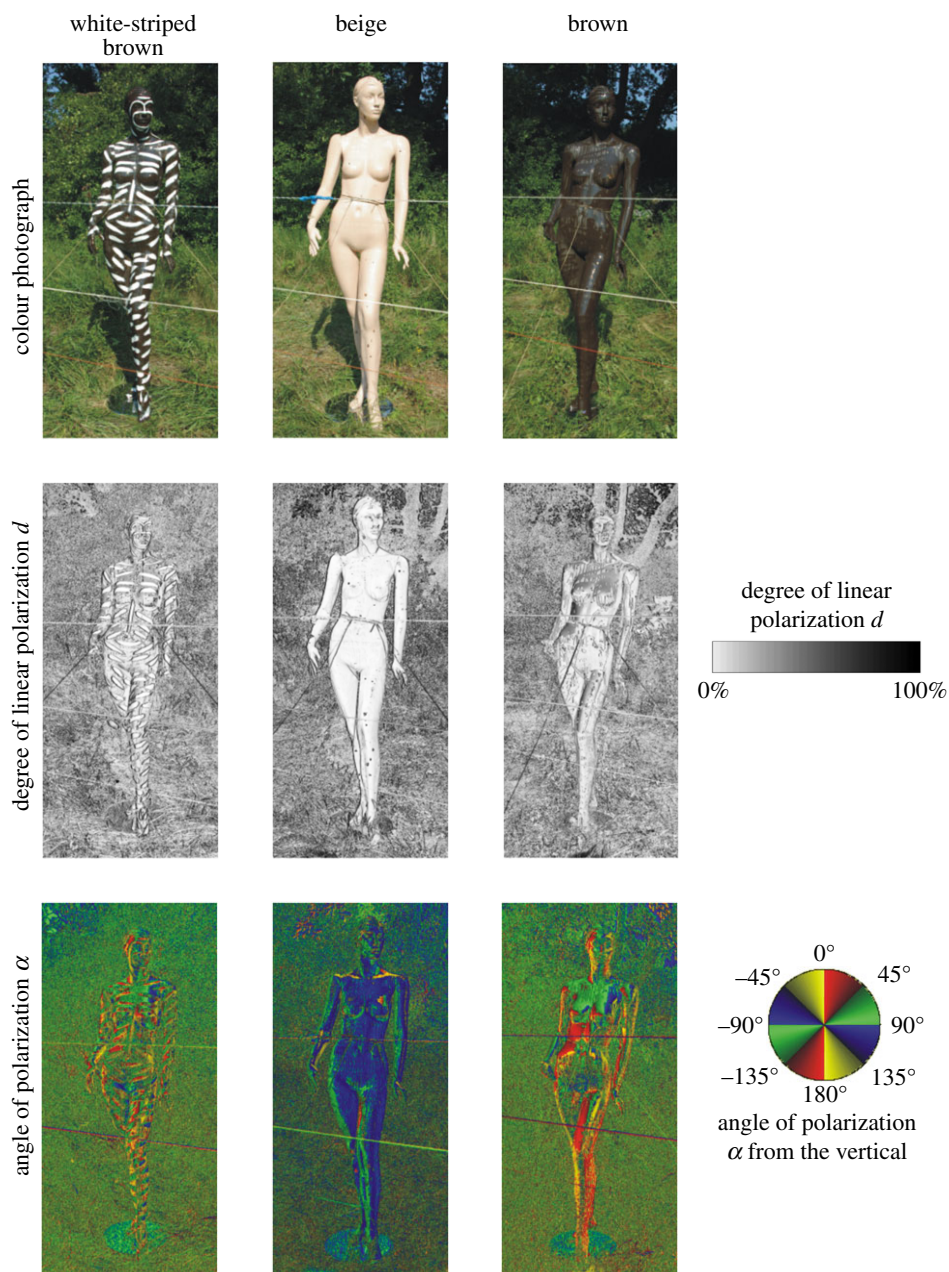 white-striped
brown
beige
brown
colour photograph
degree of linear polarization d
degree of linear
polarization d
0%
100%
angle of polarization α
0°
–45°
45°
–90°
90°
–135°
135°
180°
angle of polarization
α from the vertical